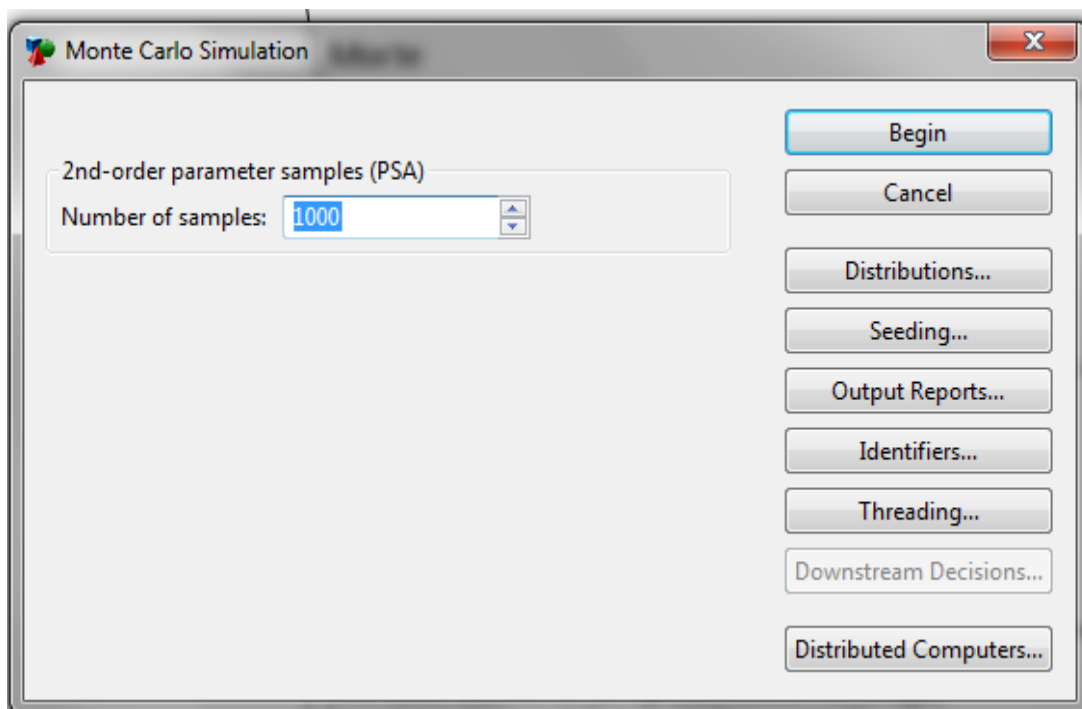 Monte Carlo Simulation
2nd-order parameter samples (PSA)
Number of samples: 1000
Begin
Cancel
Distributions...
Seeding...
Output Reports...
Identifiers...
Threading...
Downstream Decisions...
Distributed Computers...